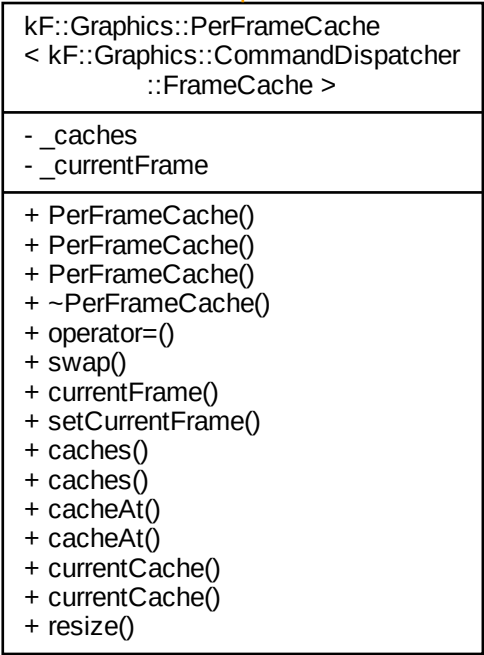 kF::Graphics::PerFrameCache
< kF::Graphics::CommandDispatcher
::FrameCache >
- _caches
- _currentFrame
+ PerFrameCache()
+ PerFrameCache()
+ PerFrameCache()
+ ~PerFrameCache()
+ operator=()
+ swap()
+ currentFrame()
+ setCurrentFrame()
+ caches()
+ caches()
+ cacheAt()
+ cacheAt()
+ currentCache()
+ currentCache()
+ resize()